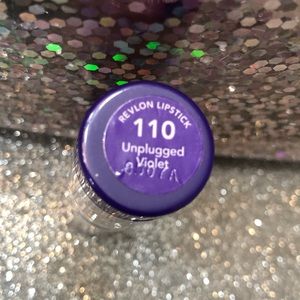 REVLON LIPSTICK
110
Unplugged
Violet